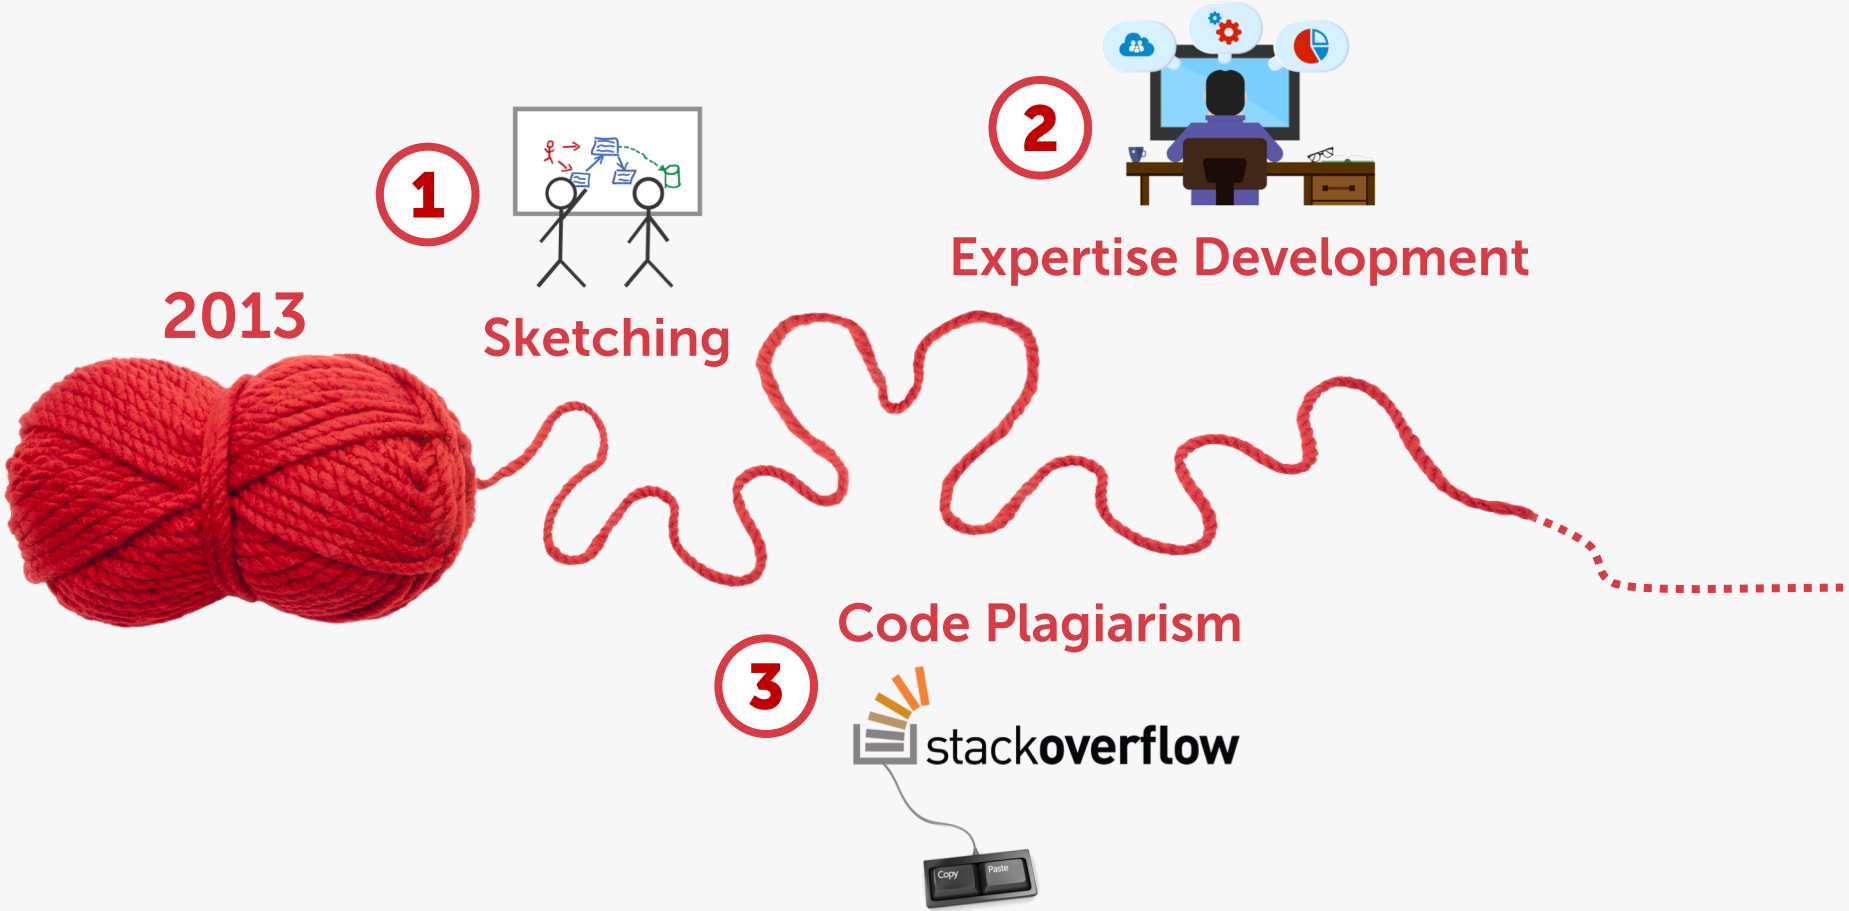 2013
1
Sketching
2
Expertise Development
3
Code Plagiarism
stackoverflow
Copy
Paste